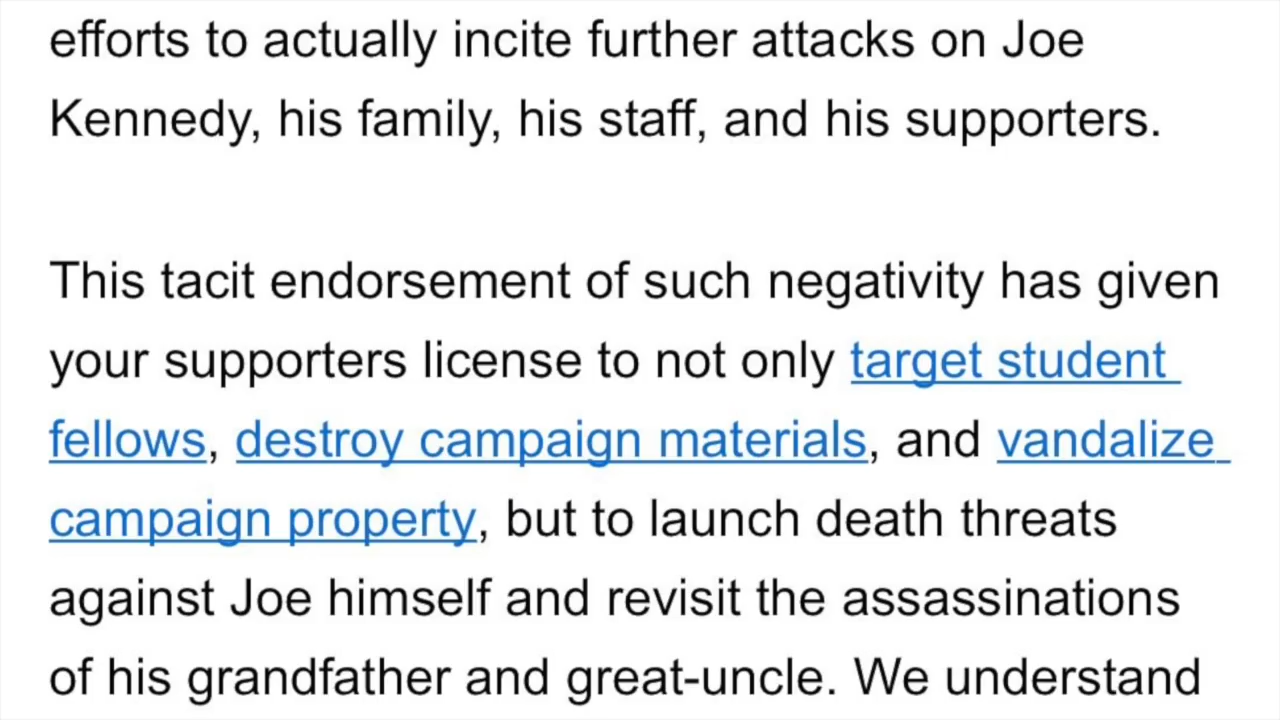 efforts to actually incite further attacks on Joe
Kennedy, his family, his staff, and his supporters.
This tacit endorsement of such negativity has given
your supporters license to not only target student
fellows, destroy campaign materials, and vandalize
campaign property, but to launch death threats
against Joe himself and revisit the assassinations
of his grandfather and great-uncle. We understand